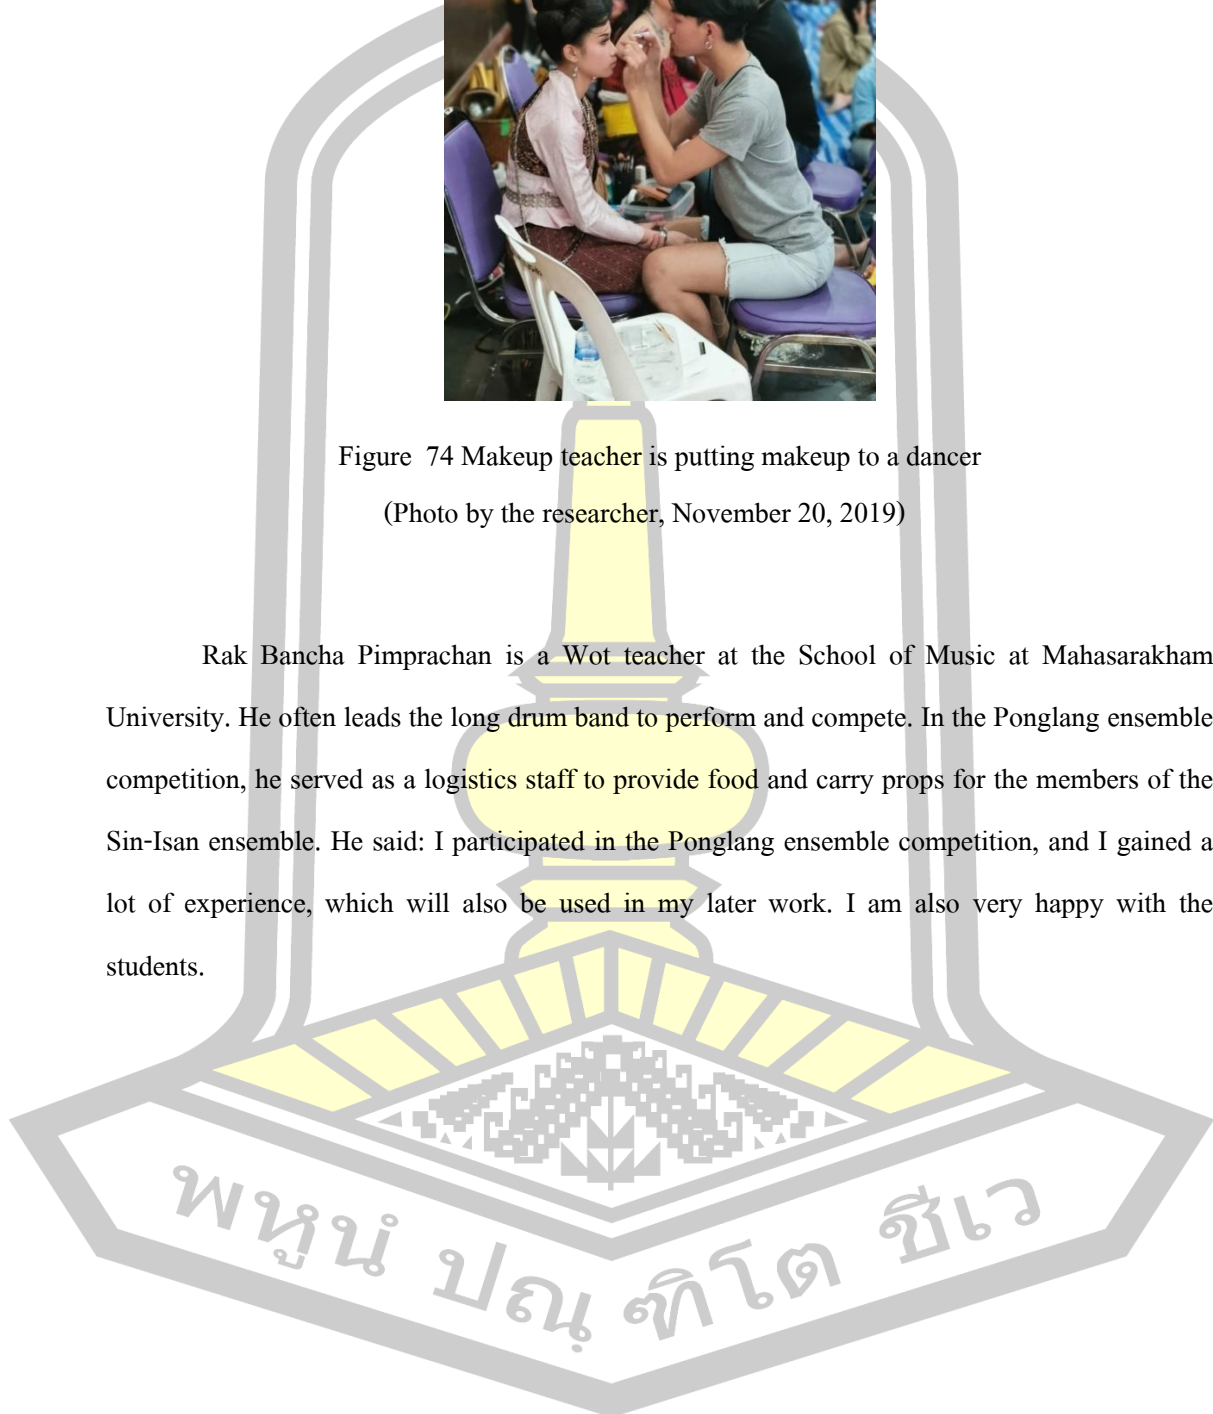 Figure 74 Makeup teacher is putting makeup to a dancer
(Photo by the researcher, November 20, 2019)
Rak Bancha Pimprachan is a Wot teacher at the School of Music at Mahasarakham
University. He often leads the long drum band to perform and compete. In the Ponglang ensemble
competition, he served as a logistics staff to provide food and carry props for the members of the
Sin-Isan ensemble. He said: I participated in the Ponglang ensemble competition, and I gained a
lot of experience, which will also be used in my later work. I am also very happy with the
students.
พหูนํ ปณฺฑิโต ชีเว